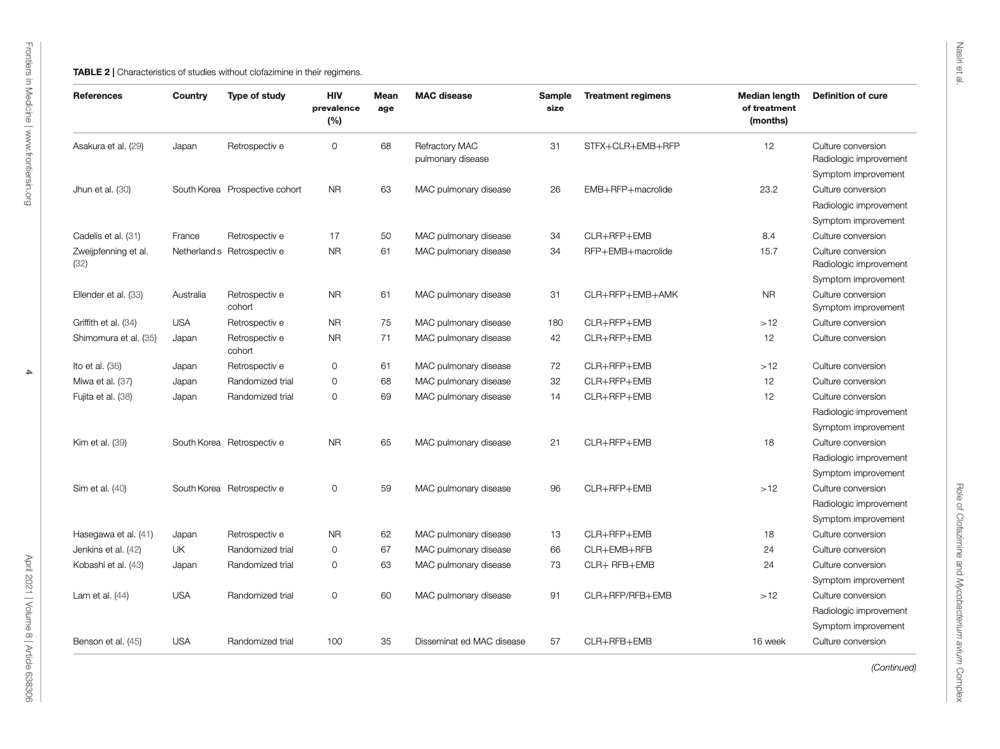 Nasiri et al.
Role of Clofazimine and Mycobacterium avium Complex
TABLE 2 | Characteristics of studies without clofazimine in their regimens.
References Country Type of study HIV prevalence (%) Mean age MAC disease Sample size Treatment regimens Median length of treatment (months) Definition of cure
Asakura et al. (29) Japan Retrospectiv e 0 68 Refractory MAC 31 STFX+CLR+EMB+RFP 12 Culture conversion
pulmonary disease Radiologic improvement
Symptom improvement
Jhun et al. (30) South Korea Prospective cohort NR 63 MAC pulmonary disease 26 EMB+RFP+macrolide 23.2 Culture conversion
Radiologic improvement
Symptom improvement
Cadelis et al. (31) France Retrospectiv e 17 50 MAC pulmonary disease 34 CLR+RFP+EMB 8.4 Culture conversion
Zweijpfenning et al. Netherland s Retrospectiv e NR 61 MAC pulmonary disease 34 RFP+EMB+macrolide 15.7 Culture conversion
(32) Radiologic improvement
Symptom improvement
Ellender et al. (33) Australia Retrospectiv e NR 61 MAC pulmonary disease 31 CLR+RFP+EMB+AMK NR Culture conversion
cohort Symptom improvement
Griffith et al. (34) USA Retrospectiv e NR 75 MAC pulmonary disease 180 CLR+RFP+EMB >12 Culture conversion
Shimomura et al. (35) Japan Retrospectiv e NR 71 MAC pulmonary disease 42 CLR+RFP+EMB 12 Culture conversion
cohort
Ito et al. (36) Japan Retrospectiv e 0 61 MAC pulmonary disease 72 CLR+RFP+EMB >12 Culture conversion
Miwa et al. (37) Japan Randomized trial 0 68 MAC pulmonary disease 32 CLR+RFP+EMB 12 Culture conversion
Fujita et al. (38) Japan Randomized trial 0 69 MAC pulmonary disease 14 CLR+RFP+EMB 12 Culture conversion
Radiologic improvement
Symptom improvement
Kim et al. (39) South Korea Retrospectiv e NR 65 MAC pulmonary disease 21 CLR+RFP+EMB 18 Culture conversion
Radiologic improvement
Symptom improvement
Sim et al. (40) South Korea Retrospectiv e 0 59 MAC pulmonary disease 96 CLR+RFP+EMB >12 Culture conversion
Radiologic improvement
Symptom improvement
Hasegawa et al. (41) Japan Retrospectiv e NR 62 MAC pulmonary disease 13 CLR+RFP+EMB 18 Culture conversion
Jenkins et al. (42) UK Randomized trial 0 67 MAC pulmonary disease 66 CLR+EMB+RFB 24 Culture conversion
Kobashi et al. (43) Japan Randomized trial 0 63 MAC pulmonary disease 73 CLR+ RFB+EMB 24 Culture conversion
Symptom improvement
Lam et al. (44) USA Randomized trial 0 60 MAC pulmonary disease 91 CLR+RFP/RFB+EMB >12 Culture conversion
Radiologic improvement
Symptom improvement
Benson et al. (45) USA Randomized trial 100 35 Disseminat ed MAC disease 57 CLR+RFB+EMB 16 week Culture conversion
(Continued)
Frontiers in Medicine | www.frontiersin.org
4
April 2021 | Volume 8 | Article 638306